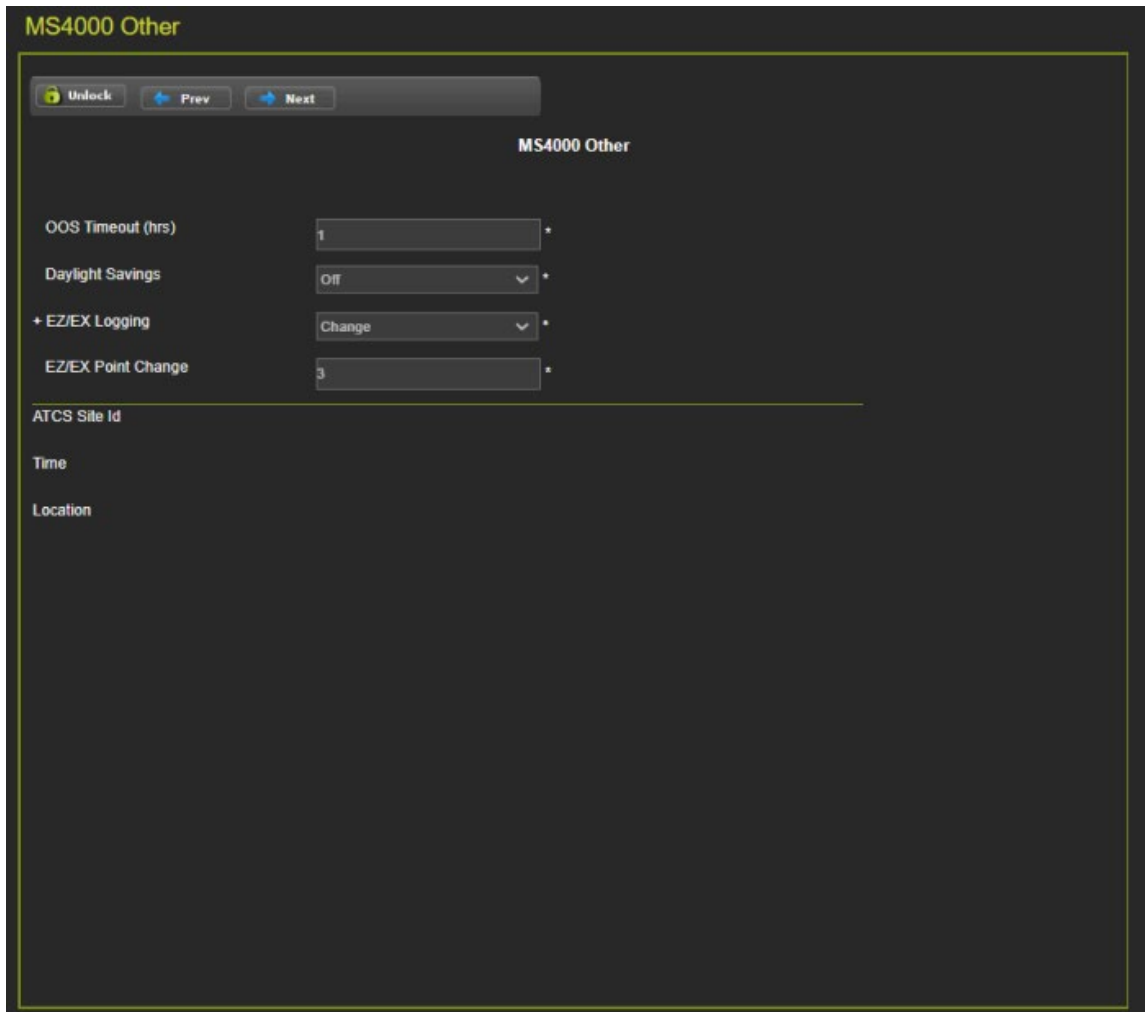 MS4000 Other
Unlock Prev Next
MS4000 Other
OOS Timeout (hrs) 1 *
Daylight Savings Off *
+ EZ/EX Logging Change *
EZ/EX Point Change 3 *
ATCS Site Id
Time
Location